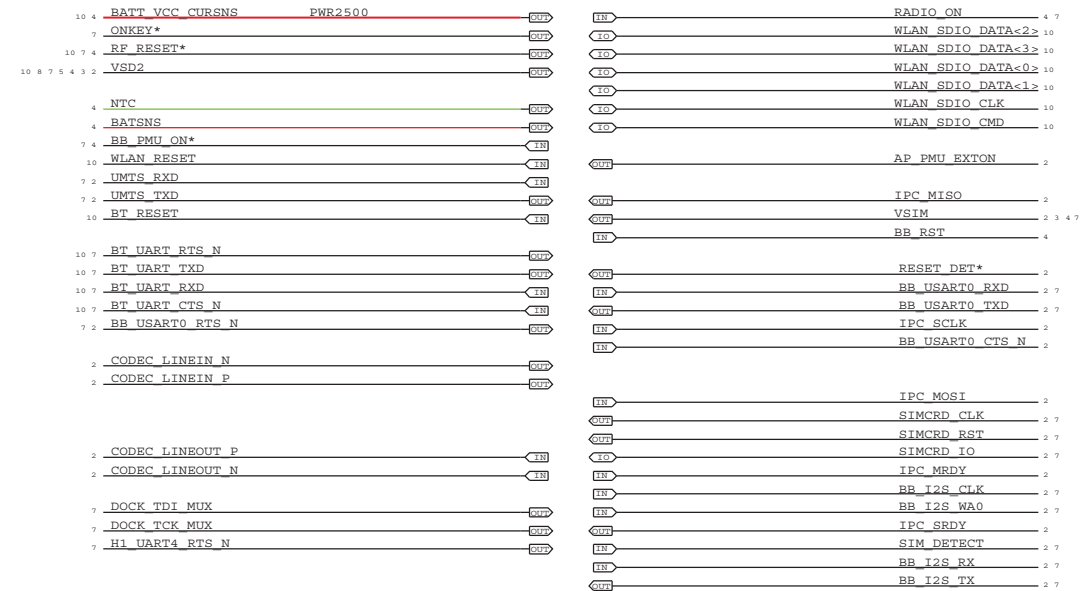 10 4 BATT_VCC_CURSNS PWR2500 OUT
7 ONKEY* OUT
10 7 4 RF_RESET* OUT
10 8 7 5 4 3 2 VSD2 OUT
4 NTC OUT
4 BATSNS OUT
7 4 BB_PMU_ON* IN
10 WLAN_RESET IN
7 2 UMTS_RXD IN
7 2 UMTS_TXD OUT
10 BT_RESET IN
10 7 BT_UART_RTS_N OUT
10 7 BT_UART_TXD OUT
10 7 BT_UART_RXD IN
10 7 BT_UART_CTS_N IN
7 2 BB_USART0_RTS_N OUT
2 CODEC_LINEIN_N OUT
2 CODEC_LINEIN_P OUT
2 CODEC_LINEOUT_P IN
2 CODEC_LINEOUT_N IN
7 DOCK_TDI_MUX OUT
7 DOCK_TCK_MUX OUT
7 H1_UART4_RTS_N OUT
IN RADIO_ON 4 7
IO WLAN_SDIO_DATA<2> 10
IO WLAN_SDIO_DATA<3> 10
IO WLAN_SDIO_DATA<0> 10
IO WLAN_SDIO_DATA<1> 10
IO WLAN_SDIO_CLK 10
IO WLAN_SDIO_CMD 10
OUT AP_PMU_EXTON 2
OUT IPC_MISO 2
OUT VSIM 2 3 4 7
IN BB_RST 4
OUT RESET_DET* 2
IN BB_USART0_RXD 2 7
OUT BB_USART0_TXD 2 7
IN IPC_SCLK 2
IN BB_USART0_CTS_N 2
IN IPC_MOSI 2
OUT SIMCRD_CLK 2 7
OUT SIMCRD_RST 2 7
IO SIMCRD_IO 2 7
IN IPC_MRDY 2
IN BB_I2S_CLK 2 7
IN BB_I2S_WA0 2 7
OUT IPC_SRDY 2
IN SIM_DETECT 2 7
IN BB_I2S_RX 2 7
OUT BB_I2S_TX 2 7